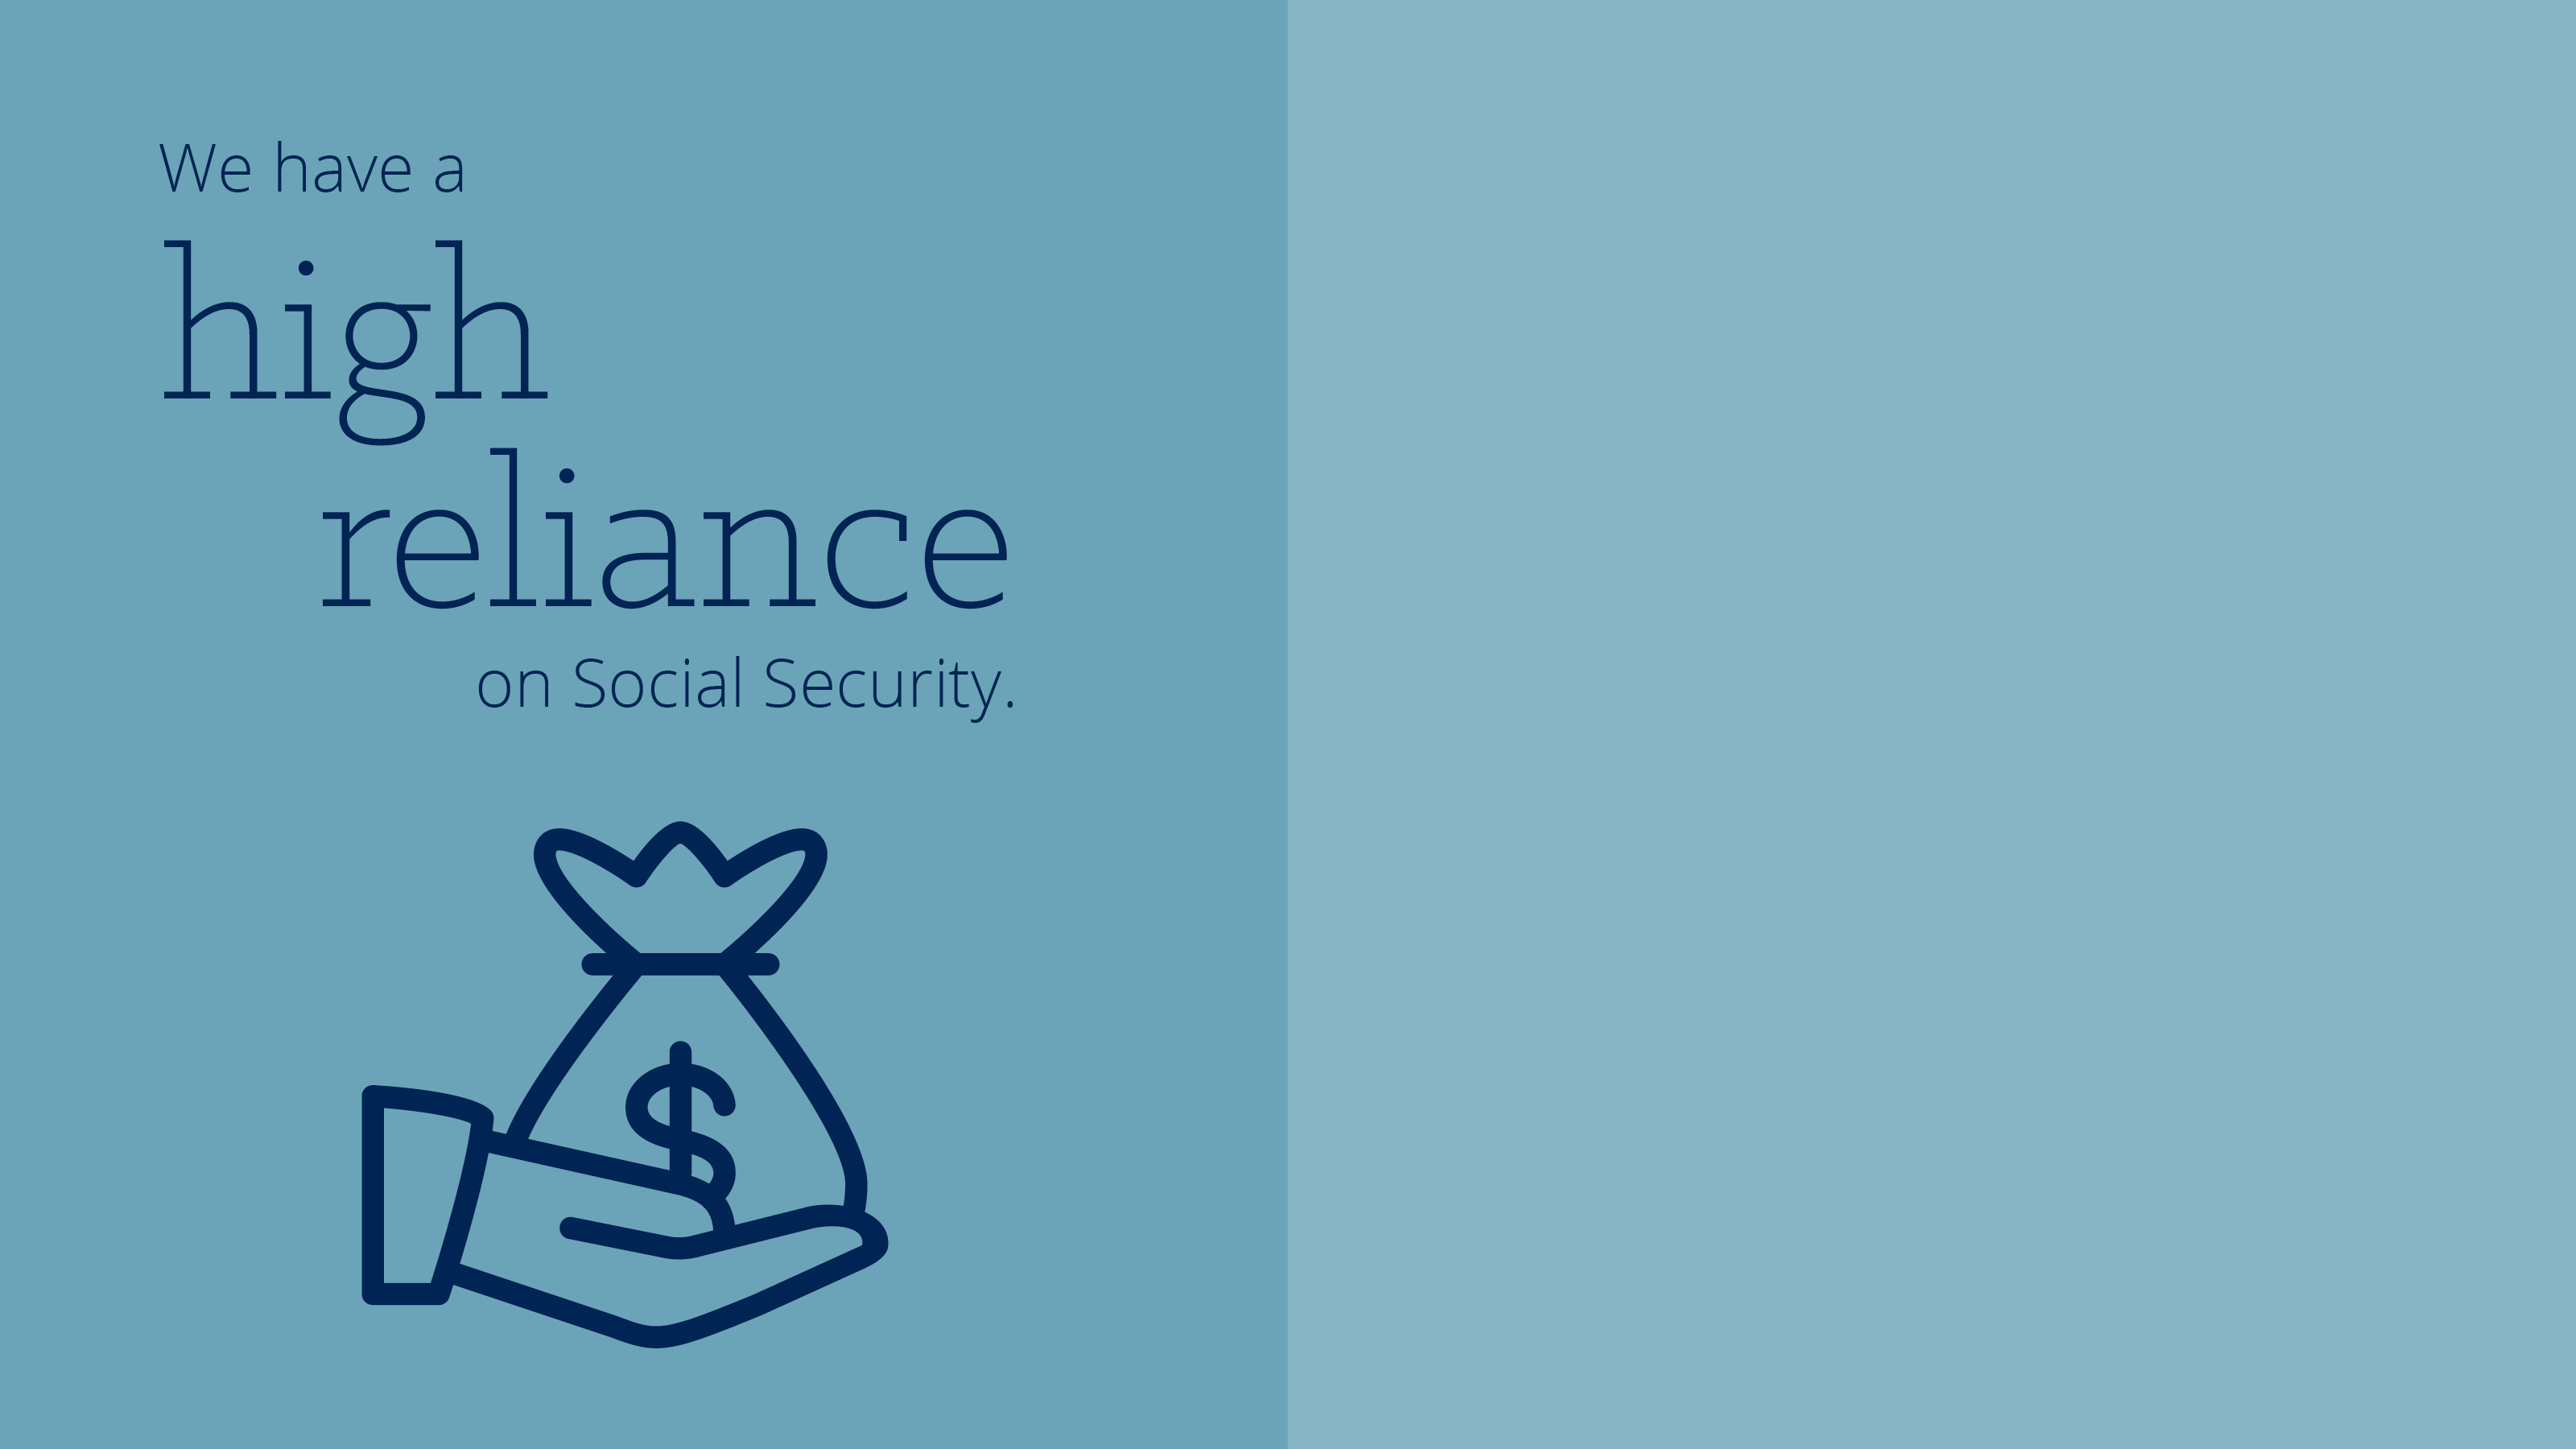 We have a
high
reliance
on Social Security.
$